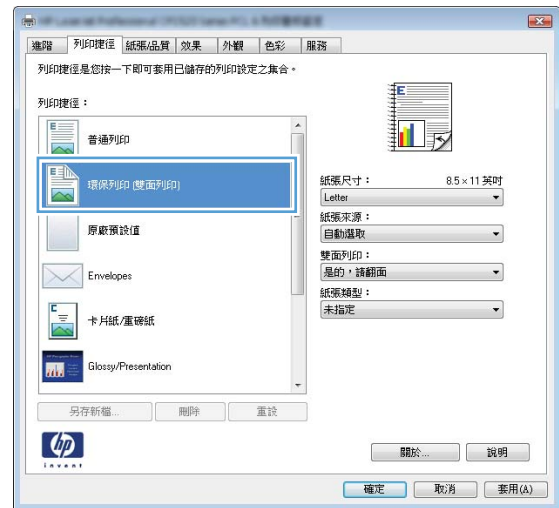 進階 列印捷徑 紙張/品質 效果 外觀 色彩 服務
列印捷徑是您按一下即可套用已儲存的列印設定之集合。
列印捷徑：
普通列印
環保列印 (雙面列印)
原廠預設值
Envelopes
卡片紙/重磅紙
Glossy/Presentation
另存新檔... 刪除 重設
紙張尺寸： 8.5 × 11 英吋
Letter
紙張來源：
自動選取
雙面列印：
是的，請翻面
紙張類型：
未指定
hp
invent
關於... 說明
確定 取消 套用(A)